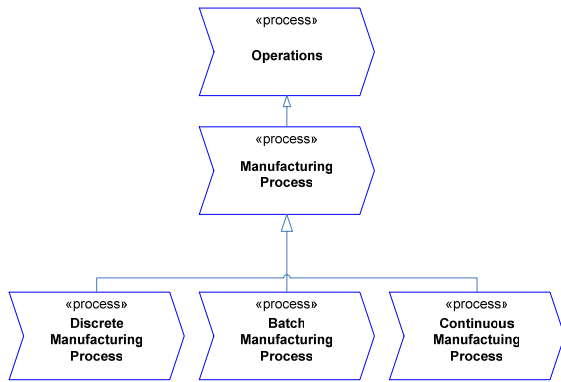 «process»
Operations
«process»
Manufacturing
Process
«process»
Discrete
Manufacturing
Process
«process»
Batch
Manufacturing
Process
«process»
Continuous
Manufactuing
Process